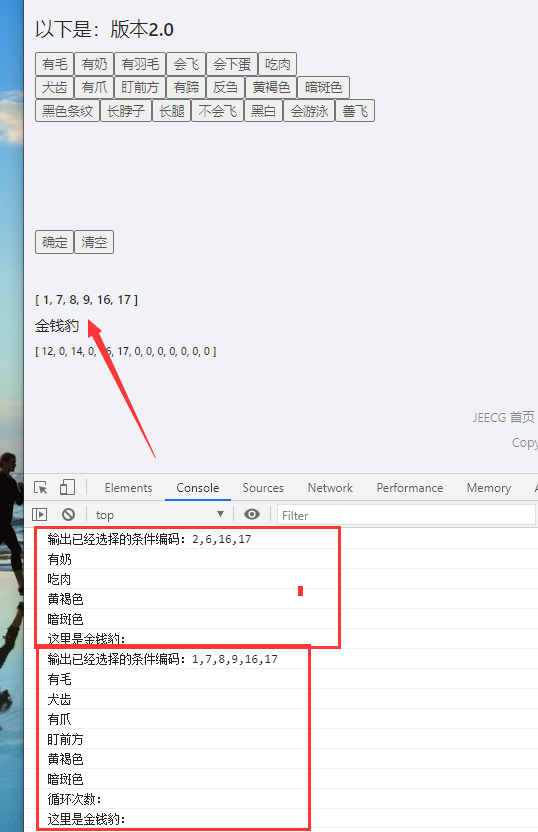 以下是：版本2.0
有毛 有奶 有羽毛 会飞 会下蛋 吃肉
犬齿 有爪 盯前方 有蹄 反刍 黄褐色 暗斑色
黑色条纹 长脖子 长腿 不会飞 黑白 会游泳 善飞
确定 清空
[ 1, 7, 8, 9, 16, 17 ]
金钱豹
[ 12, 0, 14, 0, 16, 17, 0, 0, 0, 0, 0, 0, 0 ]
JEECG 首页
Copy
Elements Console Sources Network Performance Memory
top Filter
输出已经选择的条件编码：2,6,16,17
有奶
吃肉
黄褐色
暗斑色
这里是金钱豹：
输出已经选择的条件编码：1,7,8,9,16,17
有毛
犬齿
有爪
盯前方
黄褐色
暗斑色
循环次数：
这里是金钱豹：